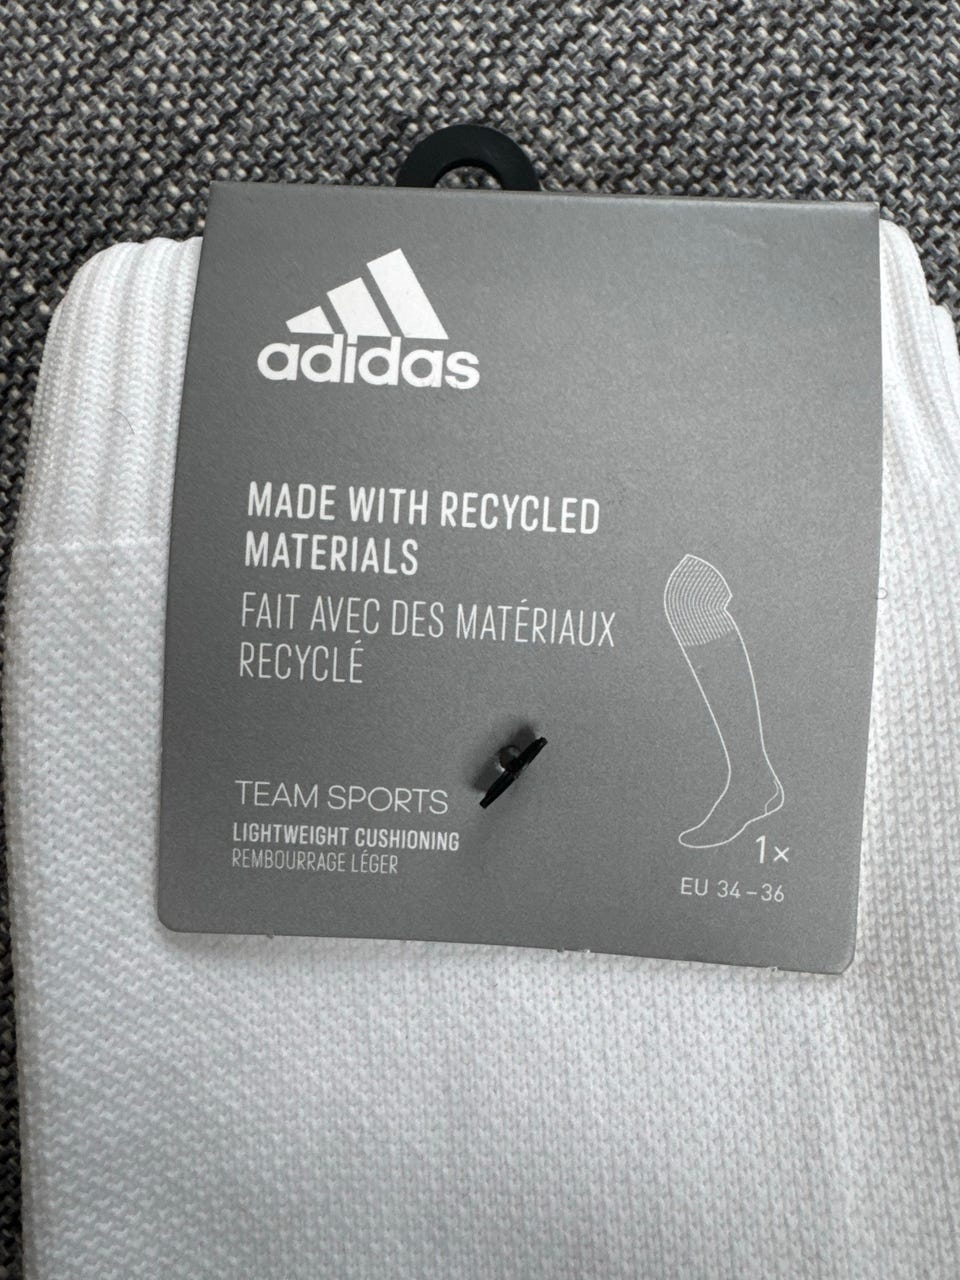 adidas
MADE WITH RECYCLED
MATERIALS
FAIT AVEC DES MATÉRIAUX
RECYCLÉ
TEAM SPORTS
LIGHTWEIGHT CUSHIONING
REMBOURRAGE LÉGER
1×
EU 34–36